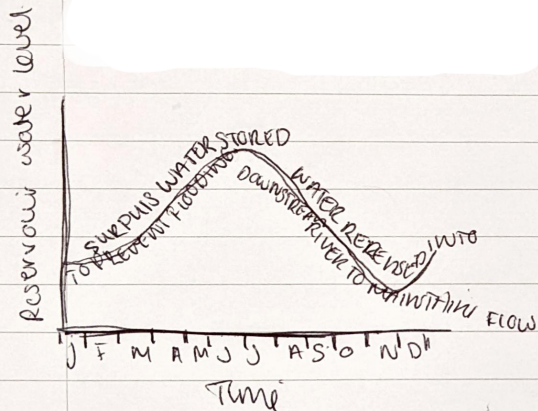 Reservoir water level
SURPLUS WATER STORED
TO PREVENT FLOODING
WATER RELEASED INTO
DOWNSTREAM RIVER TO MAINTAIN FLOW
J F M A M J J A S O N D
Time